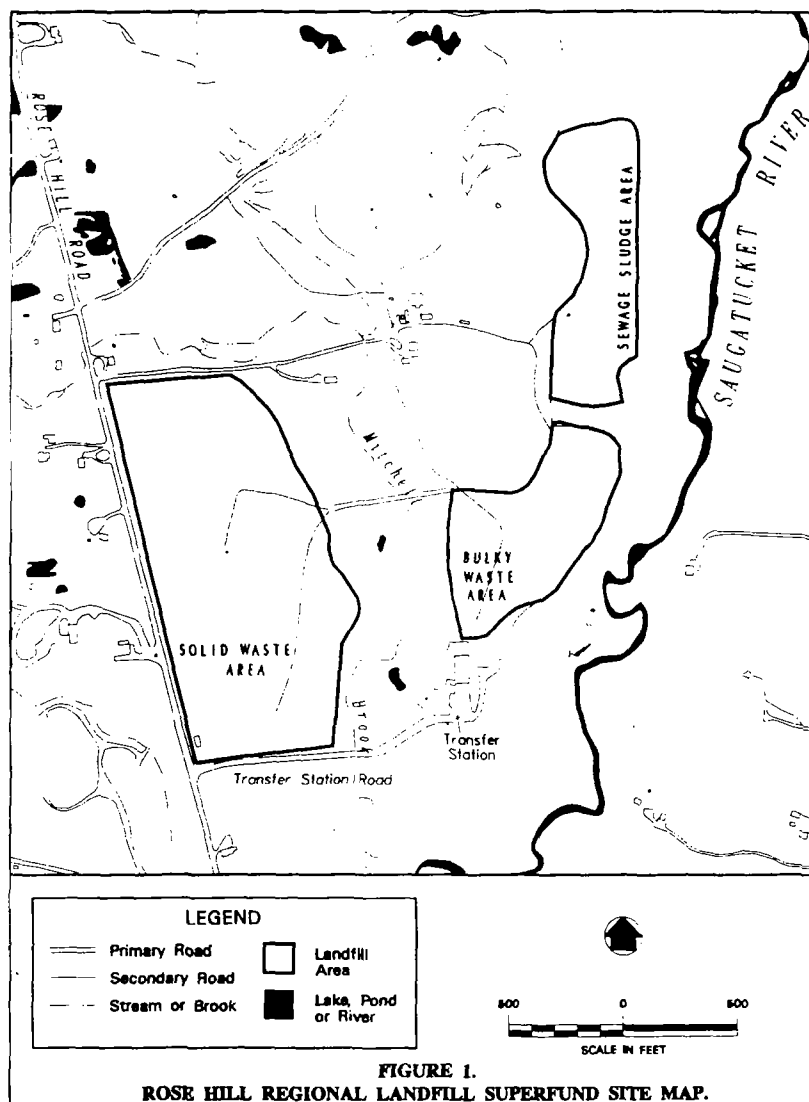 ROSE HILL ROAD
SEWAGE SLUDGE AREA
SAUGATUCKET RIVER
Mitchel
BULKY
WASTE
AREA
SOLID WASTE
AREA
Brook
Transfer
Station
Transfer Station Road
LEGEND
Primary Road
Secondary Road
Stream or Brook
Landfill
Area
Lake, Pond
or River
500 0 500
SCALE IN FEET
FIGURE 1.
ROSE HILL REGIONAL LANDFILL SUPERFUND SITE MAP.